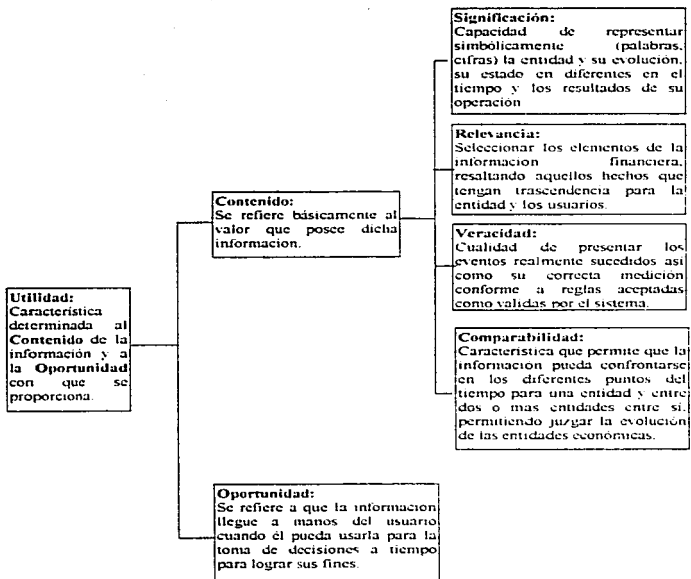 Utilidad:
Característica
determinada al
Contenido de la
información y a
la Oportunidad
con que se
proporciona.
Contenido:
Se refiere básicamente al
valor que posee dicha
información.
Significación:
Capacidad de representar
simbólicamente (palabras,
cifras) la entidad y su evolución,
su estado en diferentes en el
tiempo y los resultados de su
operación
Relevancia:
Seleccionar los elementos de la
información financiera,
resaltando aquellos hechos que
tengan trascendencia para la
entidad y los usuarios.
Veracidad:
Cualidad de presentar los
eventos realmente sucedidos así
como su correcta medición
conforme a reglas aceptadas
como validas por el sistema.
Comparabilidad:
Característica que permite que la
información pueda confrontarse
en los diferentes puntos del
tiempo para una entidad y entre
dos o mas entidades entre sí,
permitiendo juzgar la evolución
de las entidades económicas.
Oportunidad:
Se refiere a que la información
llegue a manos del usuario
cuando él pueda usarla para la
toma de decisiones a tiempo
para lograr sus fines.